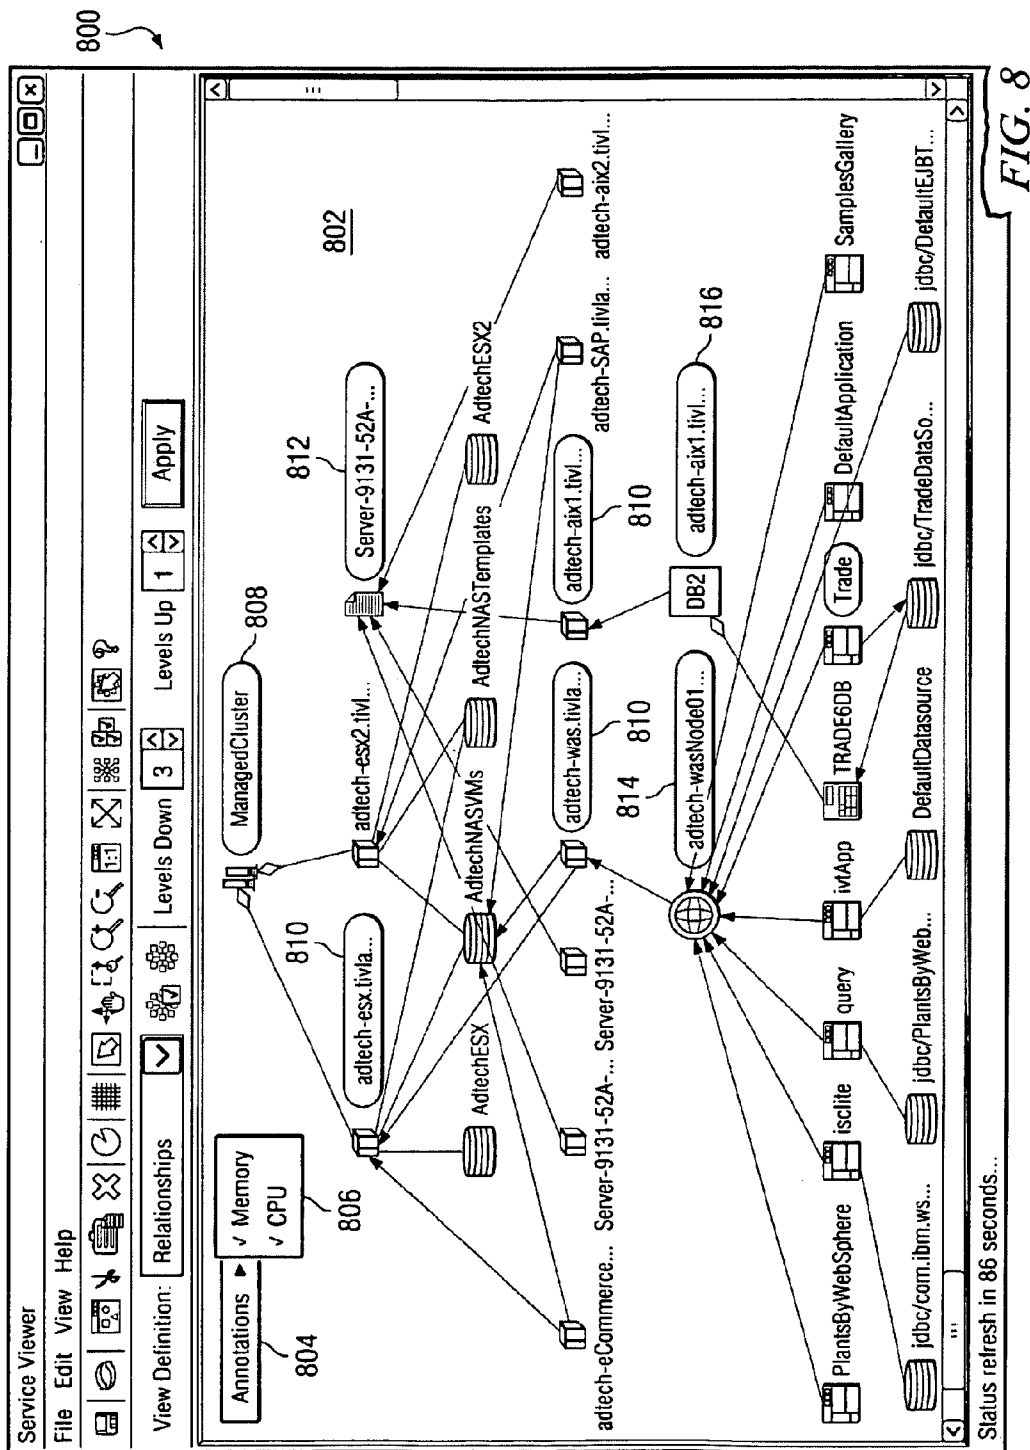 800
Service Viewer
File Edit View Help
1:1
View Definition: Relationships Levels Down 3 Levels Up 1 Apply
Annotations
804
✓ Memory
✓ CPU
806
ManagedCluster
808
802
810
adtech-esx.tivla...
adtech-esx2.tivl...
812
Server-9131-52A-...
AdtechESX
AdtechNASVMs
AdtechNASTemplates
AdtechESX2
adtech-eCommerce...
Server-9131-52A-...
Server-9131-52A-...
adtech-was.tivla...
810
adtech-aix1.tivl...
810
adtech-SAP.tivla...
adtech-aix2.tivl...
814
adtech-wasNode01...
DB2
adtech-aix1.tivl...
816
PlantsByWebSphere
isclite
query
ivtApp
TRADE6DB
Trade
DefaultApplication
SamplesGallery
jdbc/com.ibm.ws...
jdbc/PlantsByWeb...
DefaultDatasource
jdbc/TradeDataSo...
jdbc/DefaultEJBT...
Status refresh in 86 seconds...
FIG. 8